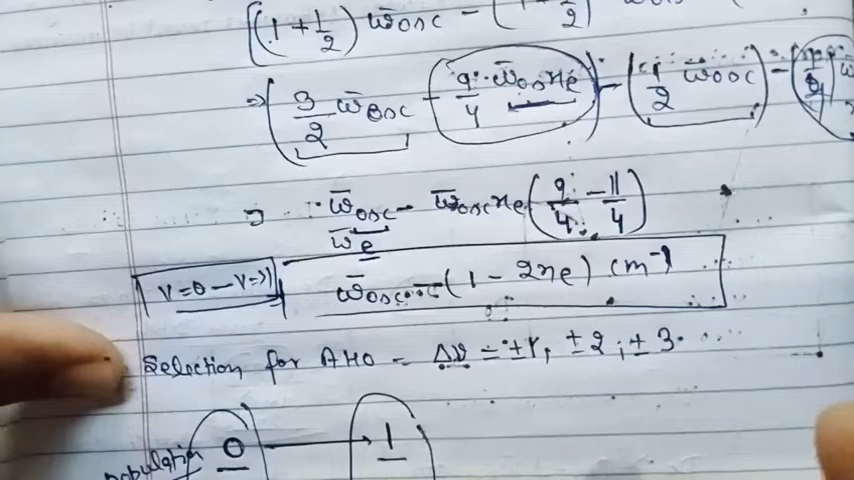 [(1 + 1/2) ω̄osc - (
⇒ (3/2 ω̄osc - 9/4 ω̄osc xe) - (1/2 ω̄osc) - (
⇒ ω̄osc - ω̄osc xe (9/4 - 1/4)
ω̄e
V=0 - V=1 ω̄osc (1 - 2xe) cm⁻¹
Selection for AHO - Δv = ±1, ±2, ±3.
population 0 → 1